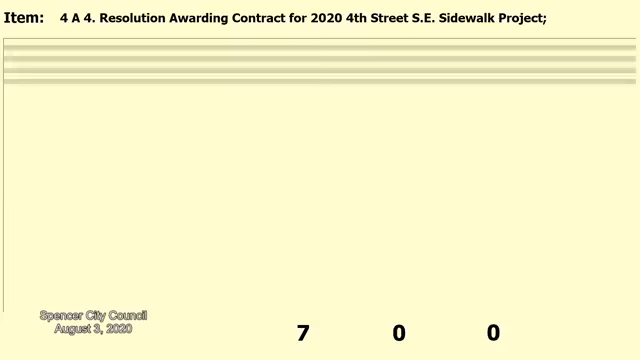 Item: 4 A 4. Resolution Awarding Contract for 2020 4th Street S.E. Sidewalk Project;
Spencer City Council
August 3, 2020
7 0 0